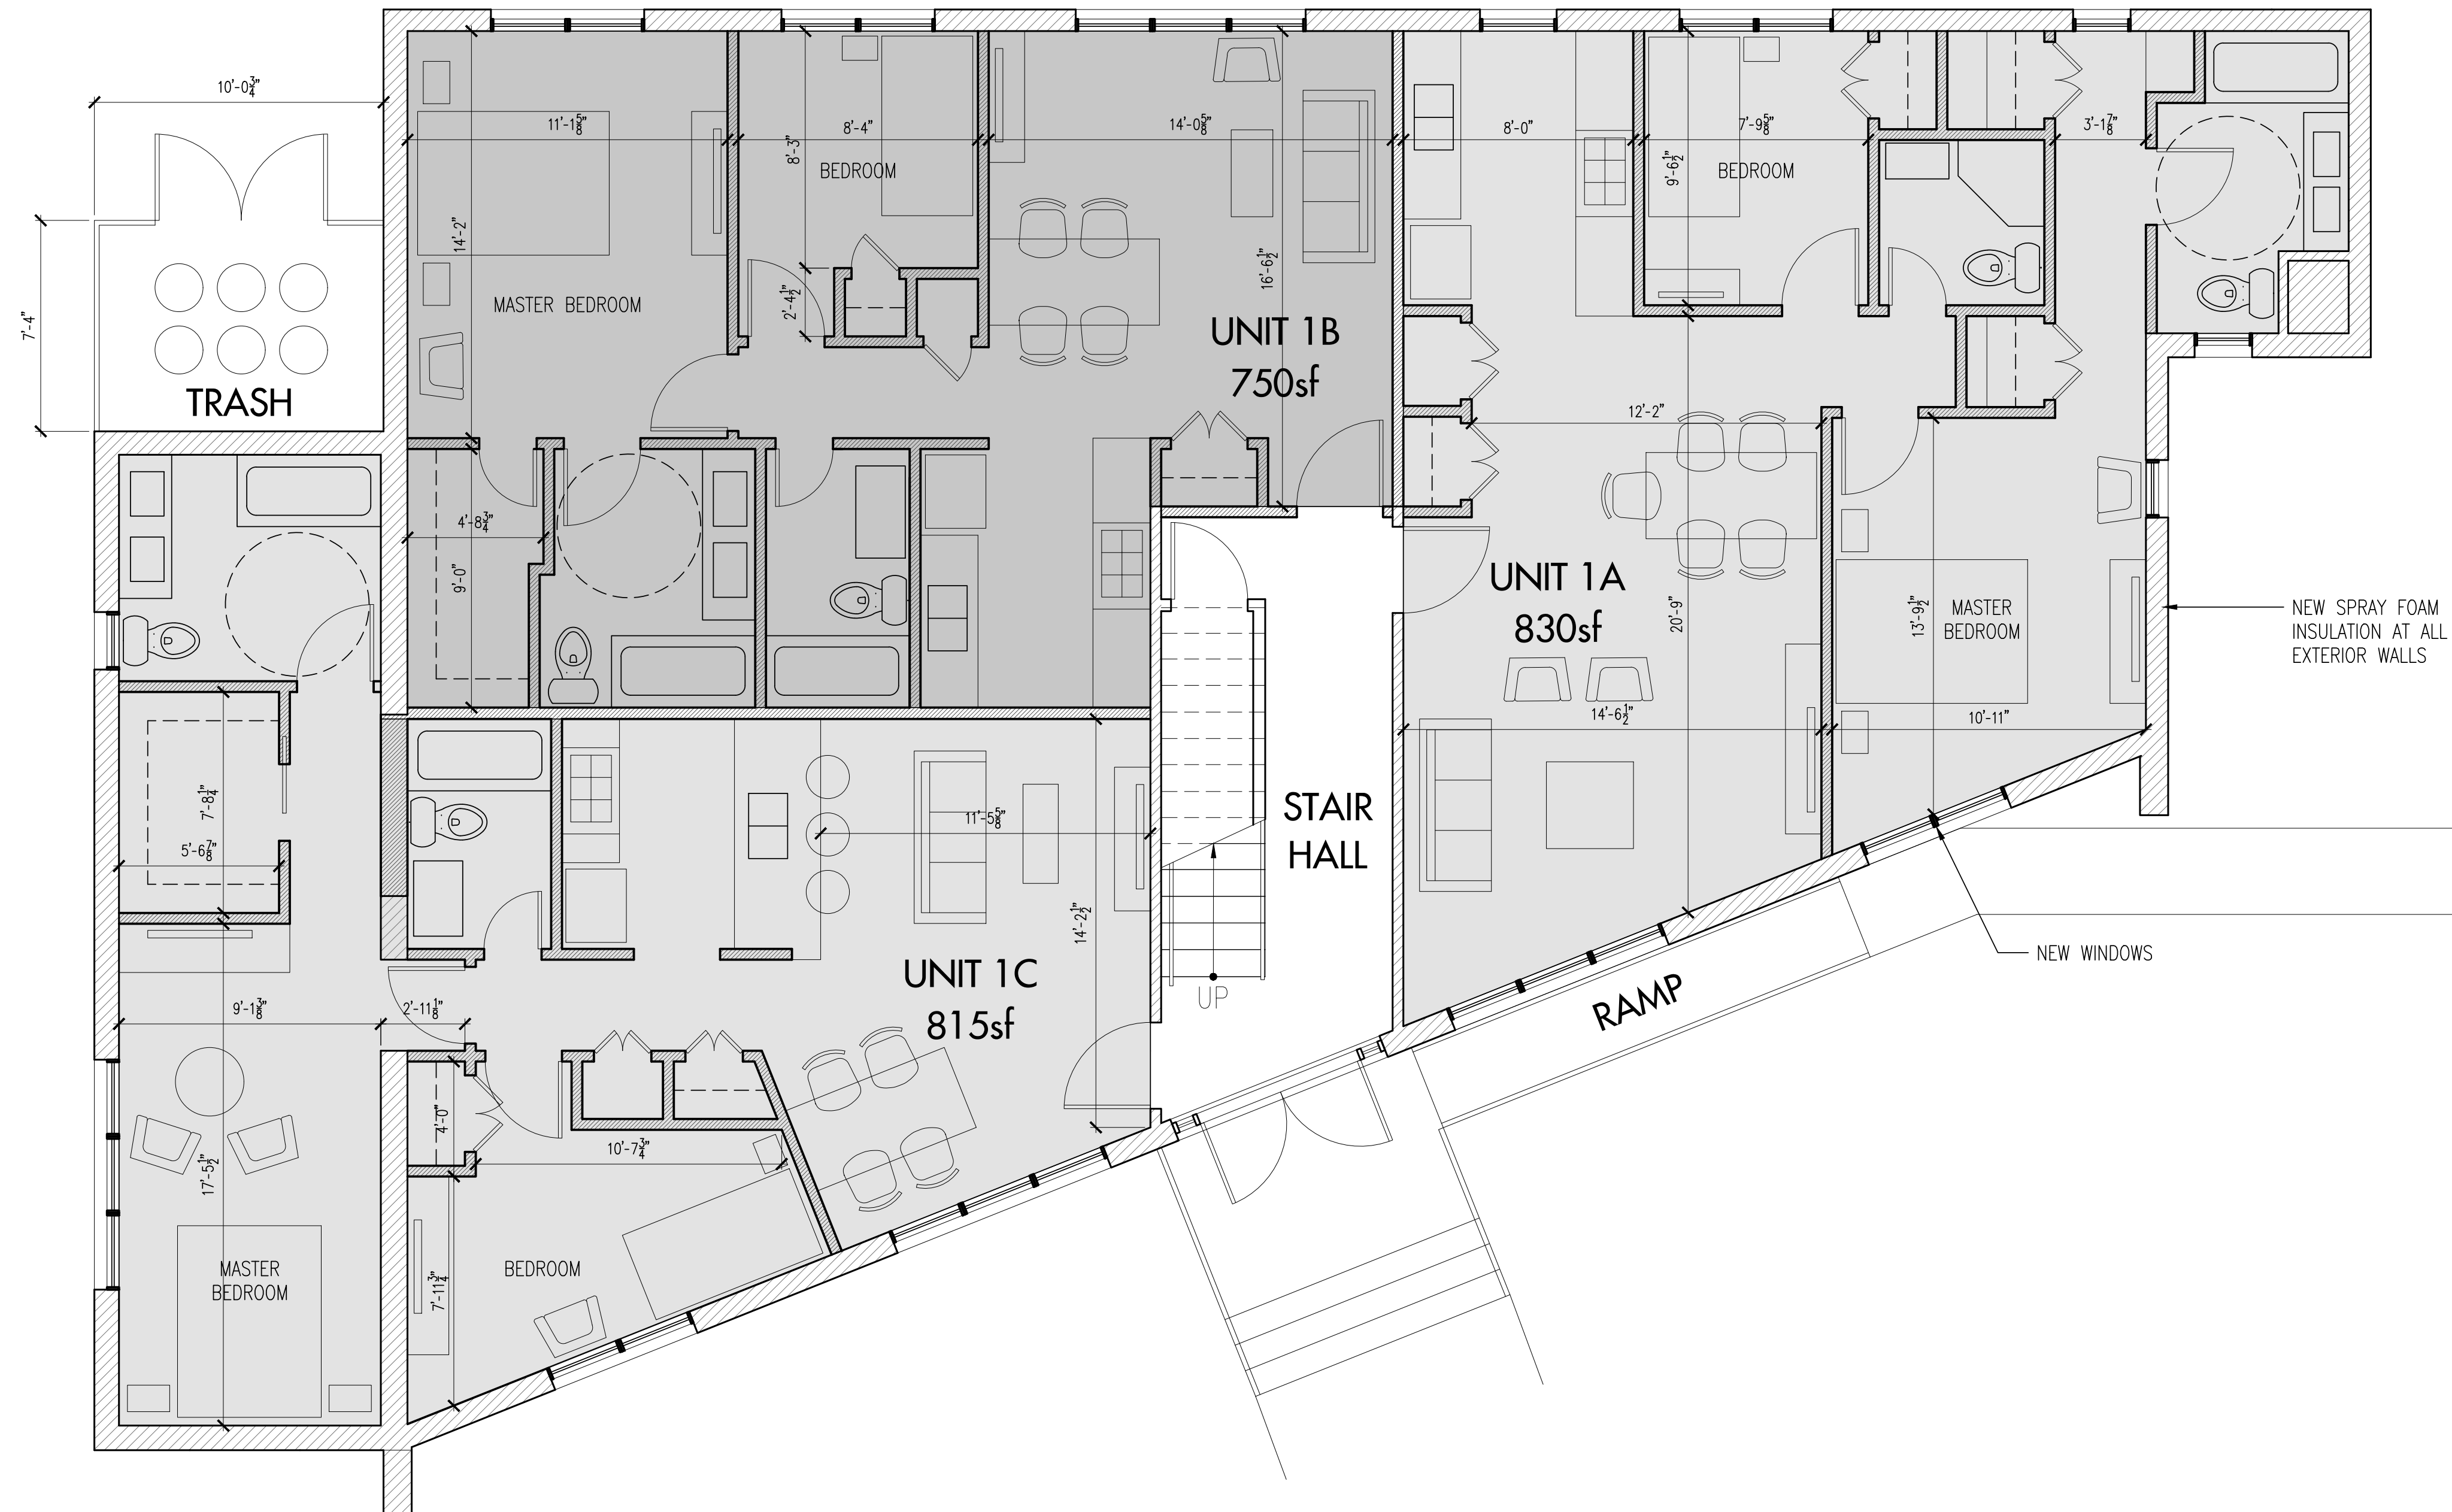 10'-0¾"
11'-1⅝"
8'-4"
14'-0⅝"
8'-0"
7'-9⅝"
3'-1⅞"
8'-3"
BEDROOM
9'-6½"
BEDROOM
14'-2"
16'-6½"
2'-4½"
MASTER BEDROOM
7'-4"
UNIT 1B
750sf
TRASH
12'-2"
4'-8¾"
9'-0"
UNIT 1A
830sf
20'-9"
13'-9½"
MASTER
BEDROOM
NEW SPRAY FOAM
INSULATION AT ALL
EXTERIOR WALLS
14'-6½"
10'-11"
7'-8¼"
5'-6⅞"
11'-5⅝"
STAIR
HALL
14'-2½"
UNIT 1C
815sf
UP
RAMP
NEW WINDOWS
9'-1⅜"
2'-11⅛"
4'-0"
10'-7¾"
17'-5½"
MASTER
BEDROOM
BEDROOM
7'-11¾"